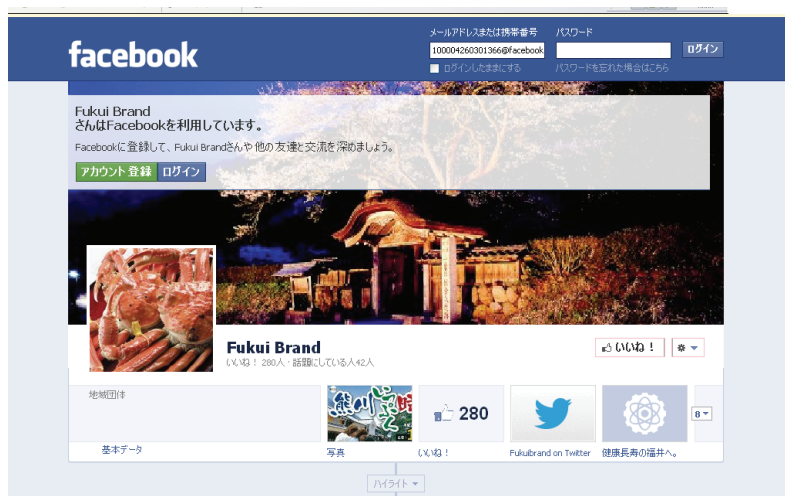 facebook
メールアドレスまたは携帯番号
パスワード
100004260301366@facebook
ログイン
ログインしたままにする
パスワードを忘れた場合はこちら
Fukui Brand
さんはFacebookを利用しています。
Facebookに登録して、Fukui Brandさんや他の友達と交流を深めましょう。
アカウント登録
ログイン
Fukui Brand
いいね！ 280人・話題にしている人42人
いいね！
地域団体
熊川いっぷく時
280
8
基本データ
写真
いいね！
Fukuibrand on Twitter
健康長寿の福井へ。
ハイライト